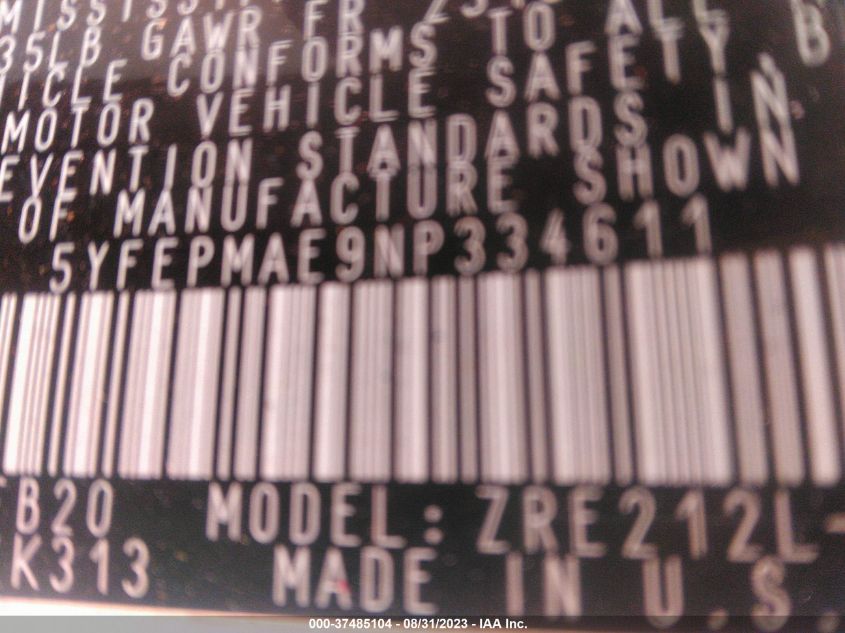 MISSISSIPPI
35LB GAWR FR
ICLE CONFORMS TO ALL
MOTOR VEHICLE SAFETY, B
EVENTION STANDARDS IN
OF MANUFACTURE SHOWN
5YFEPMAE9NP334611
B20 MODEL: ZRE212L-
K313 MADE IN U.S.
000-37485104 - 08/31/2023 - IAA Inc.